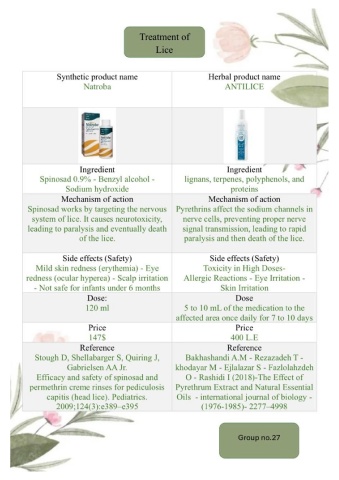 Treatment of
Lice
Synthetic product name
Natroba
Herbal product name
ANTILICE
Ingredient
Spinosad 0.9% - Benzyl alcohol -
Sodium hydroxide
Ingredient
lignans, terpenes, polyphenols, and
proteins
Mechanism of action
Spinosad works by targeting the nervous
system of lice. It causes neurotoxicity,
leading to paralysis and eventually death
of the lice.
Mechanism of action
Pyrethrins affect the sodium channels in
nerve cells, preventing proper nerve
signal transmission, leading to rapid
paralysis and then death of the lice.
Side effects (Safety)
Mild skin redness (erythemia) - Eye
redness (ocular hyperea) - Scalp irritation
- Not safe for infants under 6 months
Side effects (Safety)
Toxicity in High Doses-
Allergic Reactions - Eye Irritation -
Skin Irritation
Dose:
120 ml
Dose
5 to 10 mL of the medication to the
affected area once daily for 7 to 10 days
Price
147$
Price
400 L.E
Reference
Stough D, Shellabarger S, Quiring J,
Gabrielsen AA Jr.
Efficacy and safety of spinosad and
permethrin creme rinses for pediculosis
capitis (head lice). Pediatrics.
2009;124(3):e389–e395
Reference
Bakhashandi A.M - Rezazadeh T -
khodayar M - Ejlalazar S - Fazlolahzdeh
O - Rashidi I (2018)-The Effect of
Pyrethrum Extract and Natural Essential
Oils - international journal of biology -
(1976-1985)- 2277–4998
Group no.27